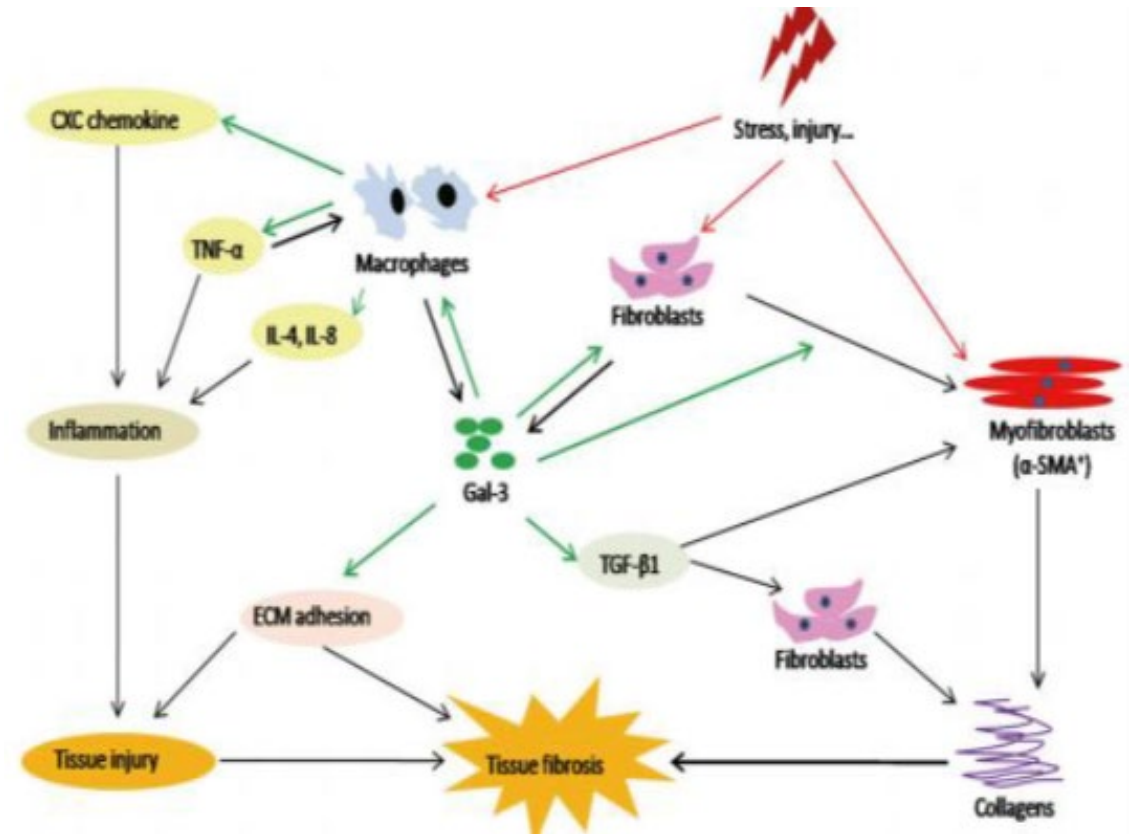 Stress, injury...
CXC chemokine
TNF-α
Macrophages
IL-4, IL-8
Fibroblasts
Inflammation
Myofibroblasts
(α-SMA⁺)
Gal-3
TGF-β1
ECM adhesion
Fibroblasts
Tissue injury
Tissue fibrosis
Collagens